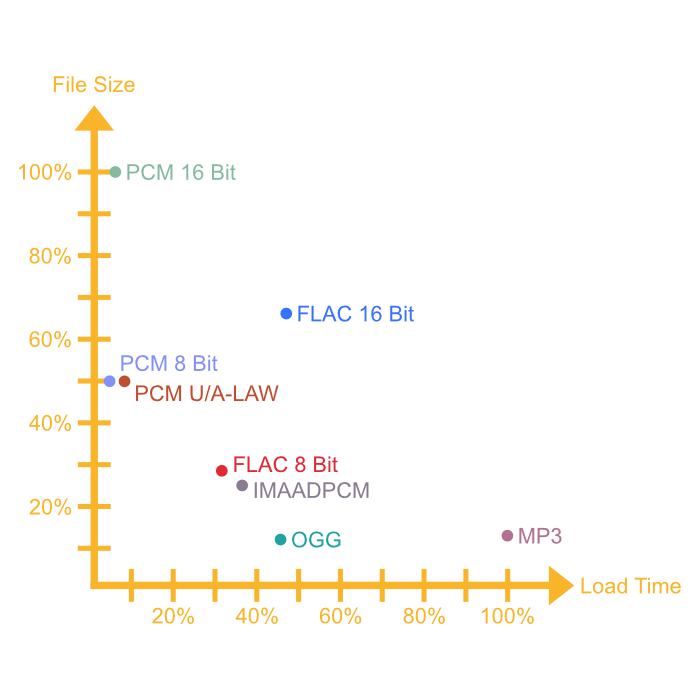 File Size
100%
PCM 16 Bit
80%
FLAC 16 Bit
60%
PCM 8 Bit
PCM U/A-LAW
40%
FLAC 8 Bit
IMAADPCM
20%
OGG
MP3
Load Time
20%
40%
60%
80%
100%